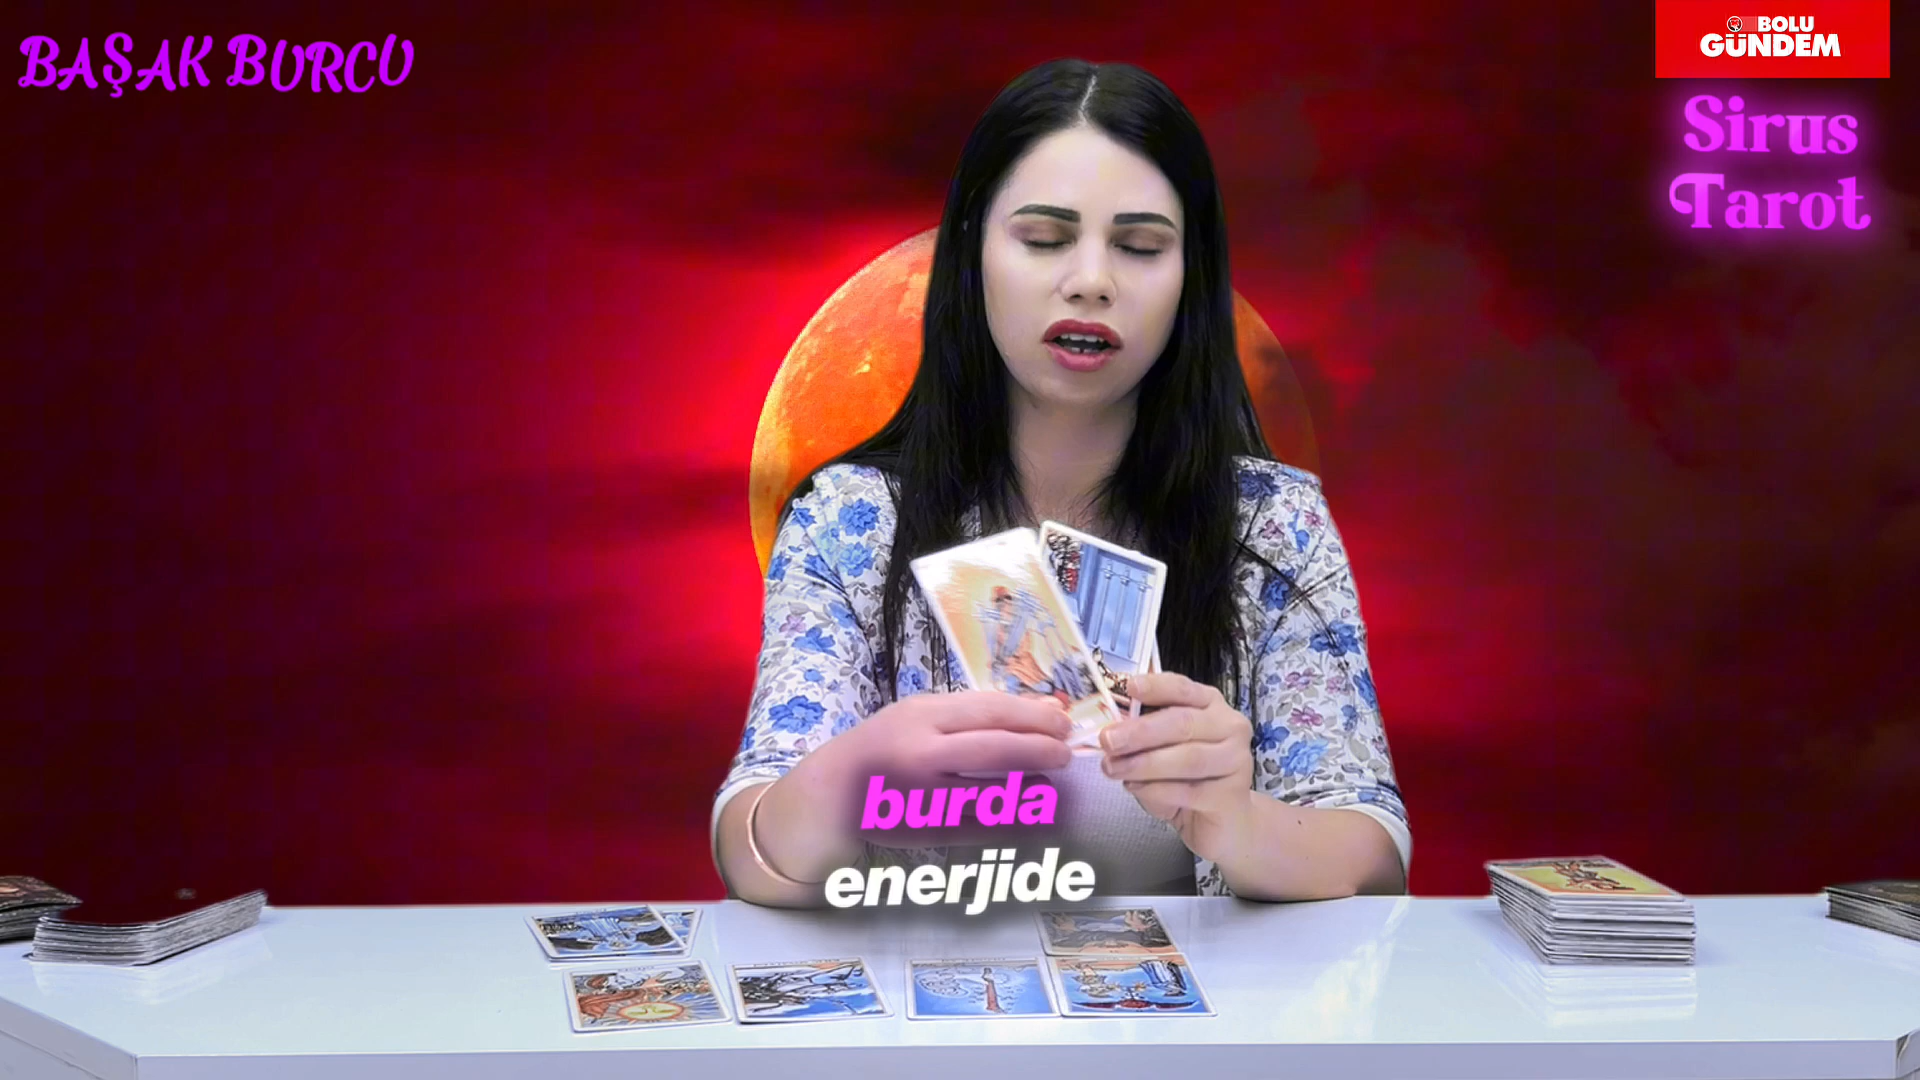 BAŞAK BURCU
BOLU
GÜNDEM
Sirus
Tarot
burda
enerjide